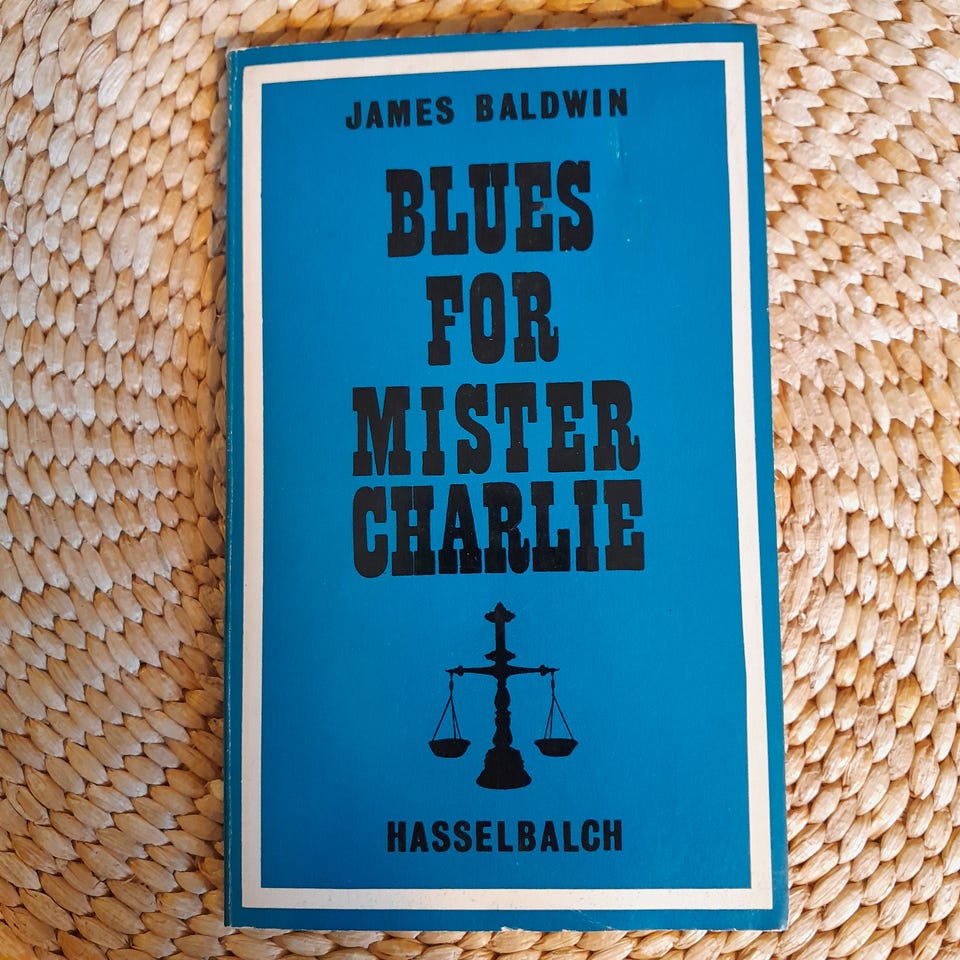 JAMES BALDWIN
BLUES
FOR
MISTER
CHARLIE
HASSELBALCH